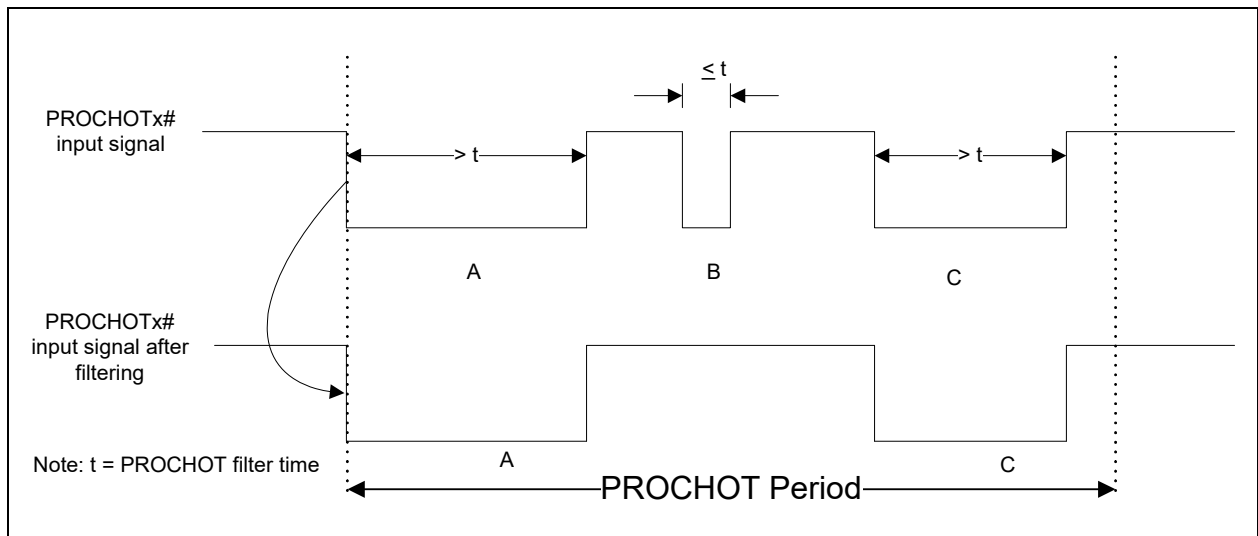 ≤ t
PROCHOTx#
input signal
> t
> t
A
B
C
PROCHOTx#
input signal after
filtering
Note: t = PROCHOT filter time
A
C
PROCHOT Period